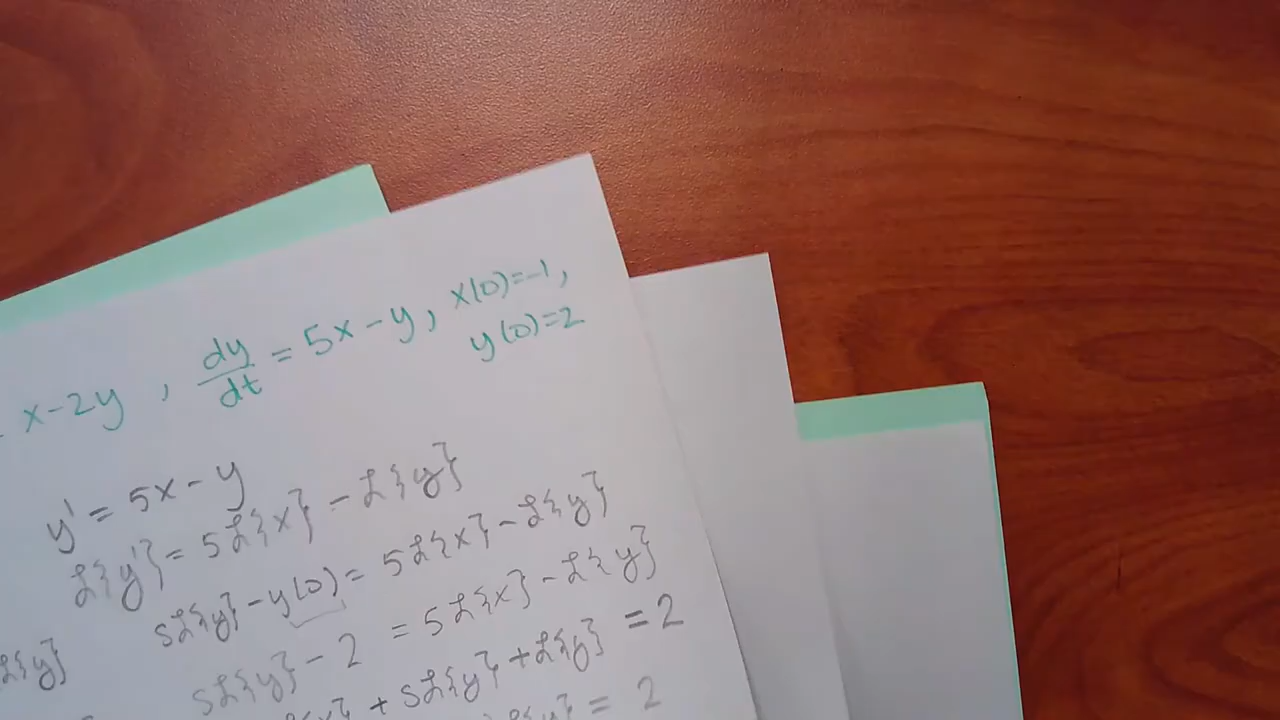 x-2y , dy/dt = 5x-y, x(0)=-1,
y(0)=2
y' = 5x-y
ℒ{y'} = 5ℒ{x} - ℒ{y}
sℒ{y} - y(0) = 5ℒ{x} - ℒ{y}
ℒ{y} sℒ{y} - 2 = 5ℒ{x} - ℒ{y}
+ sℒ{y} + ℒ{y} = 2
= 2